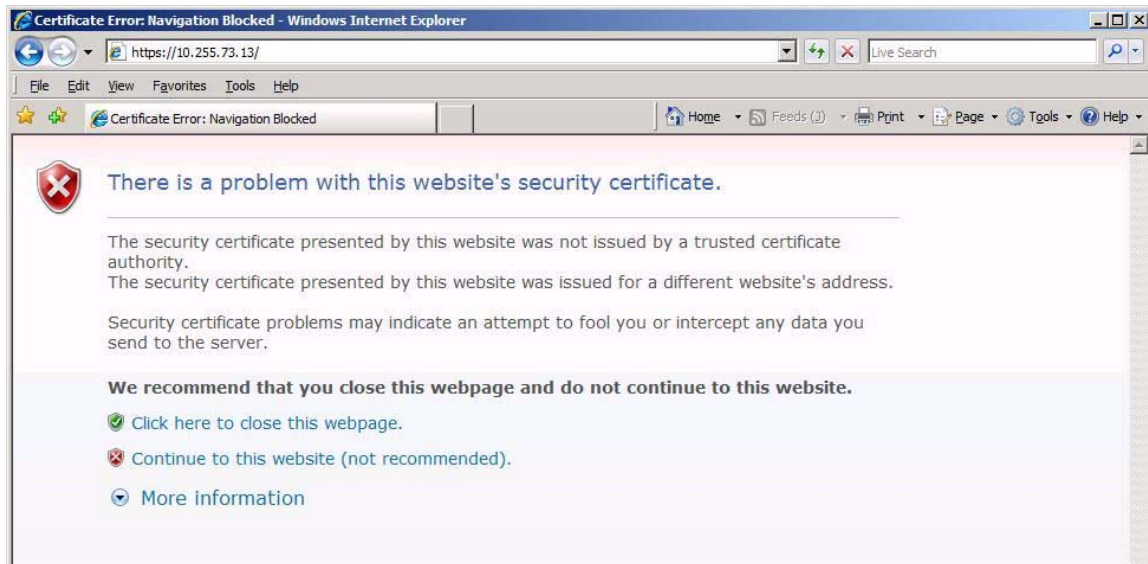 Certificate Error: Navigation Blocked - Windows Internet Explorer
https://10.255.73.13/
Live Search
File Edit View Favorites Tools Help
Certificate Error: Navigation Blocked
Home Feeds (J) Print Page Tools Help
There is a problem with this website's security certificate.
The security certificate presented by this website was not issued by a trusted certificate
authority.
The security certificate presented by this website was issued for a different website's address.
Security certificate problems may indicate an attempt to fool you or intercept any data you
send to the server.
We recommend that you close this webpage and do not continue to this website.
Click here to close this webpage.
Continue to this website (not recommended).
More information